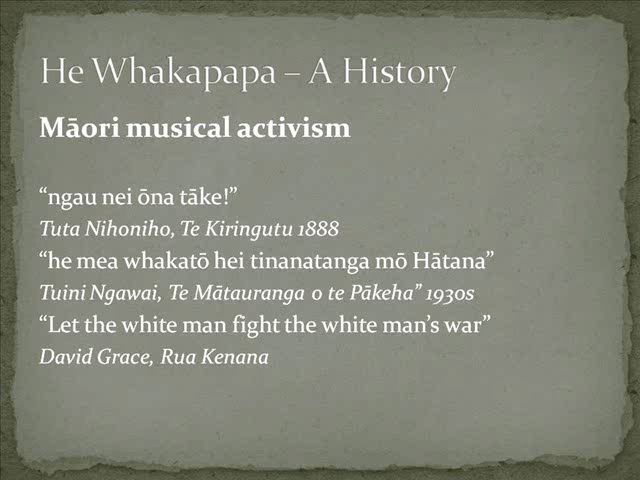 He Whakapapa – A History
Māori musical activism
“ngau nei ōna tāke!”
Tuta Nihoniho, Te Kiringutu 1888
“he mea whakatō hei tinanatanga mō Hātana”
Tuini Ngawai, Te Mātauranga o te Pākeha” 1930s
“Let the white man fight the white man’s war”
David Grace, Rua Kenana